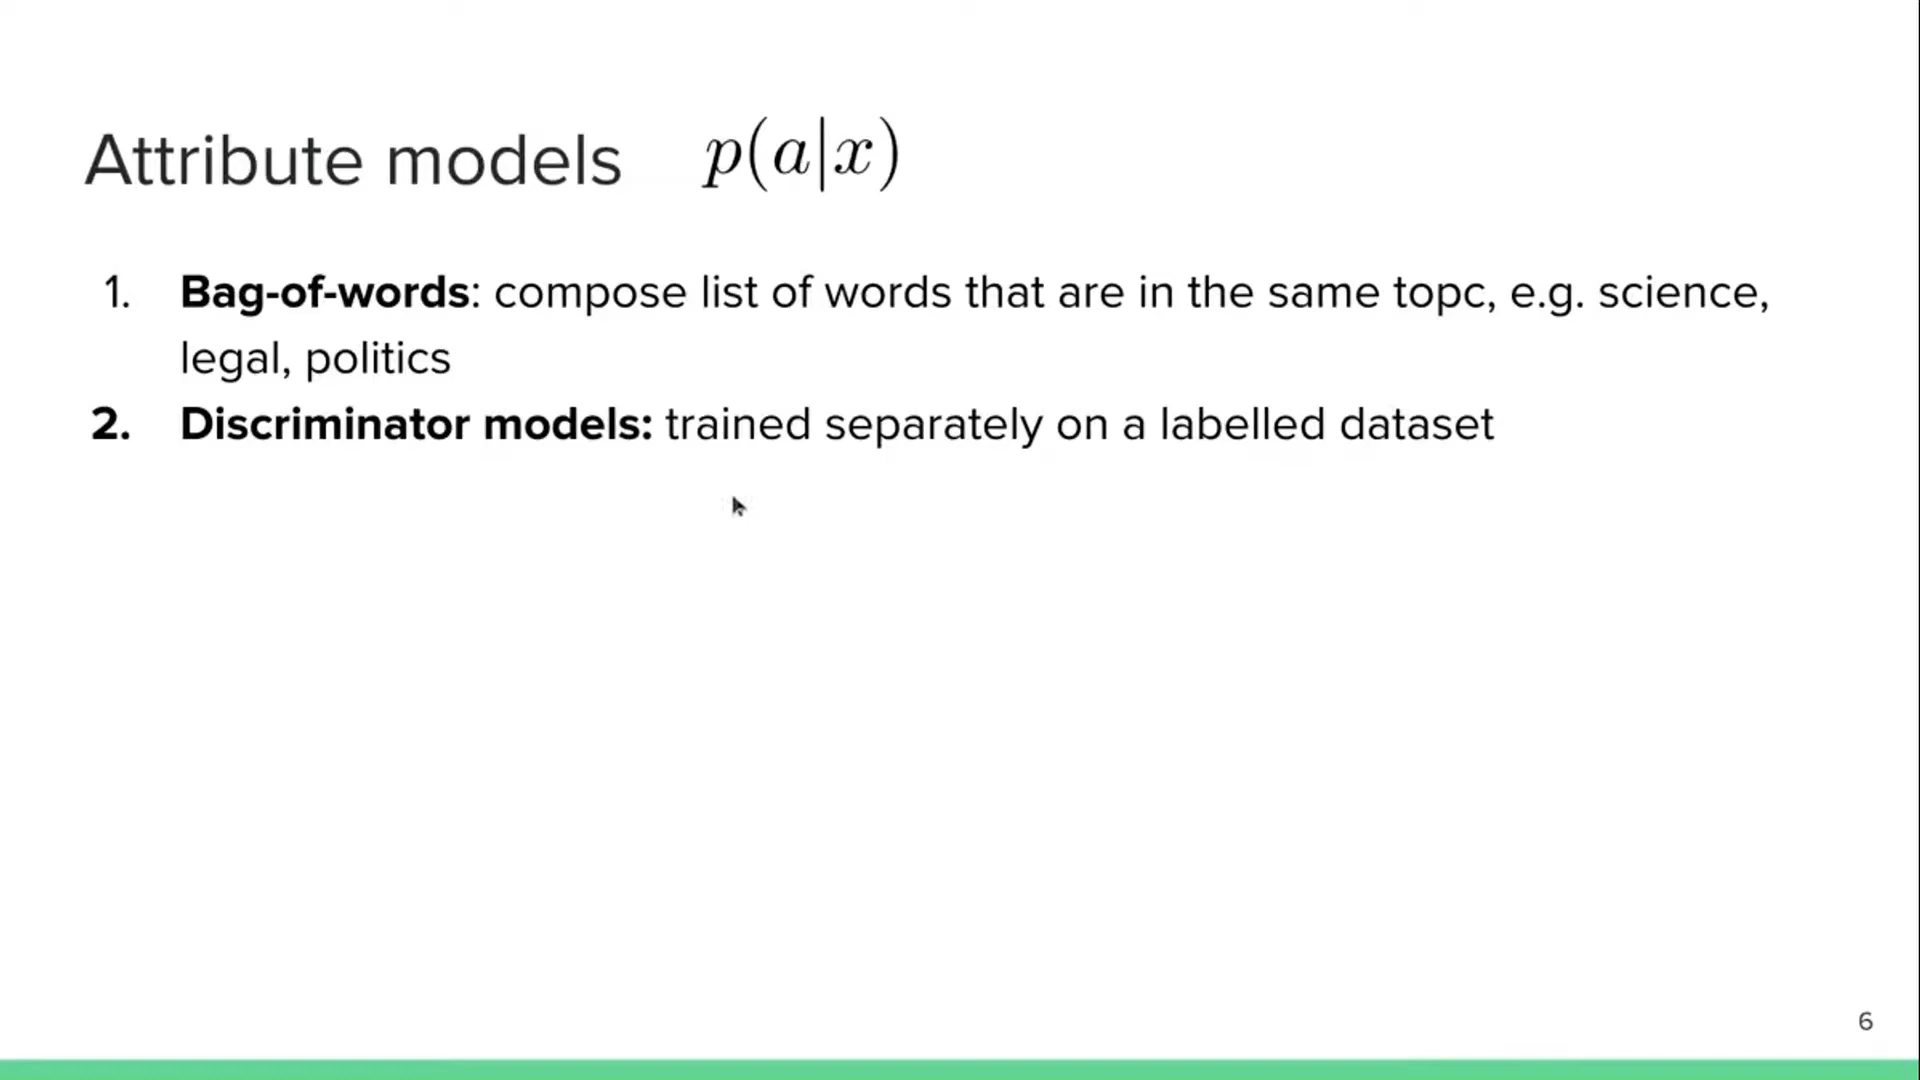 Attribute models p(a|x)
1. Bag-of-words: compose list of words that are in the same topc, e.g. science,
legal, politics
2. Discriminator models: trained separately on a labelled dataset
6